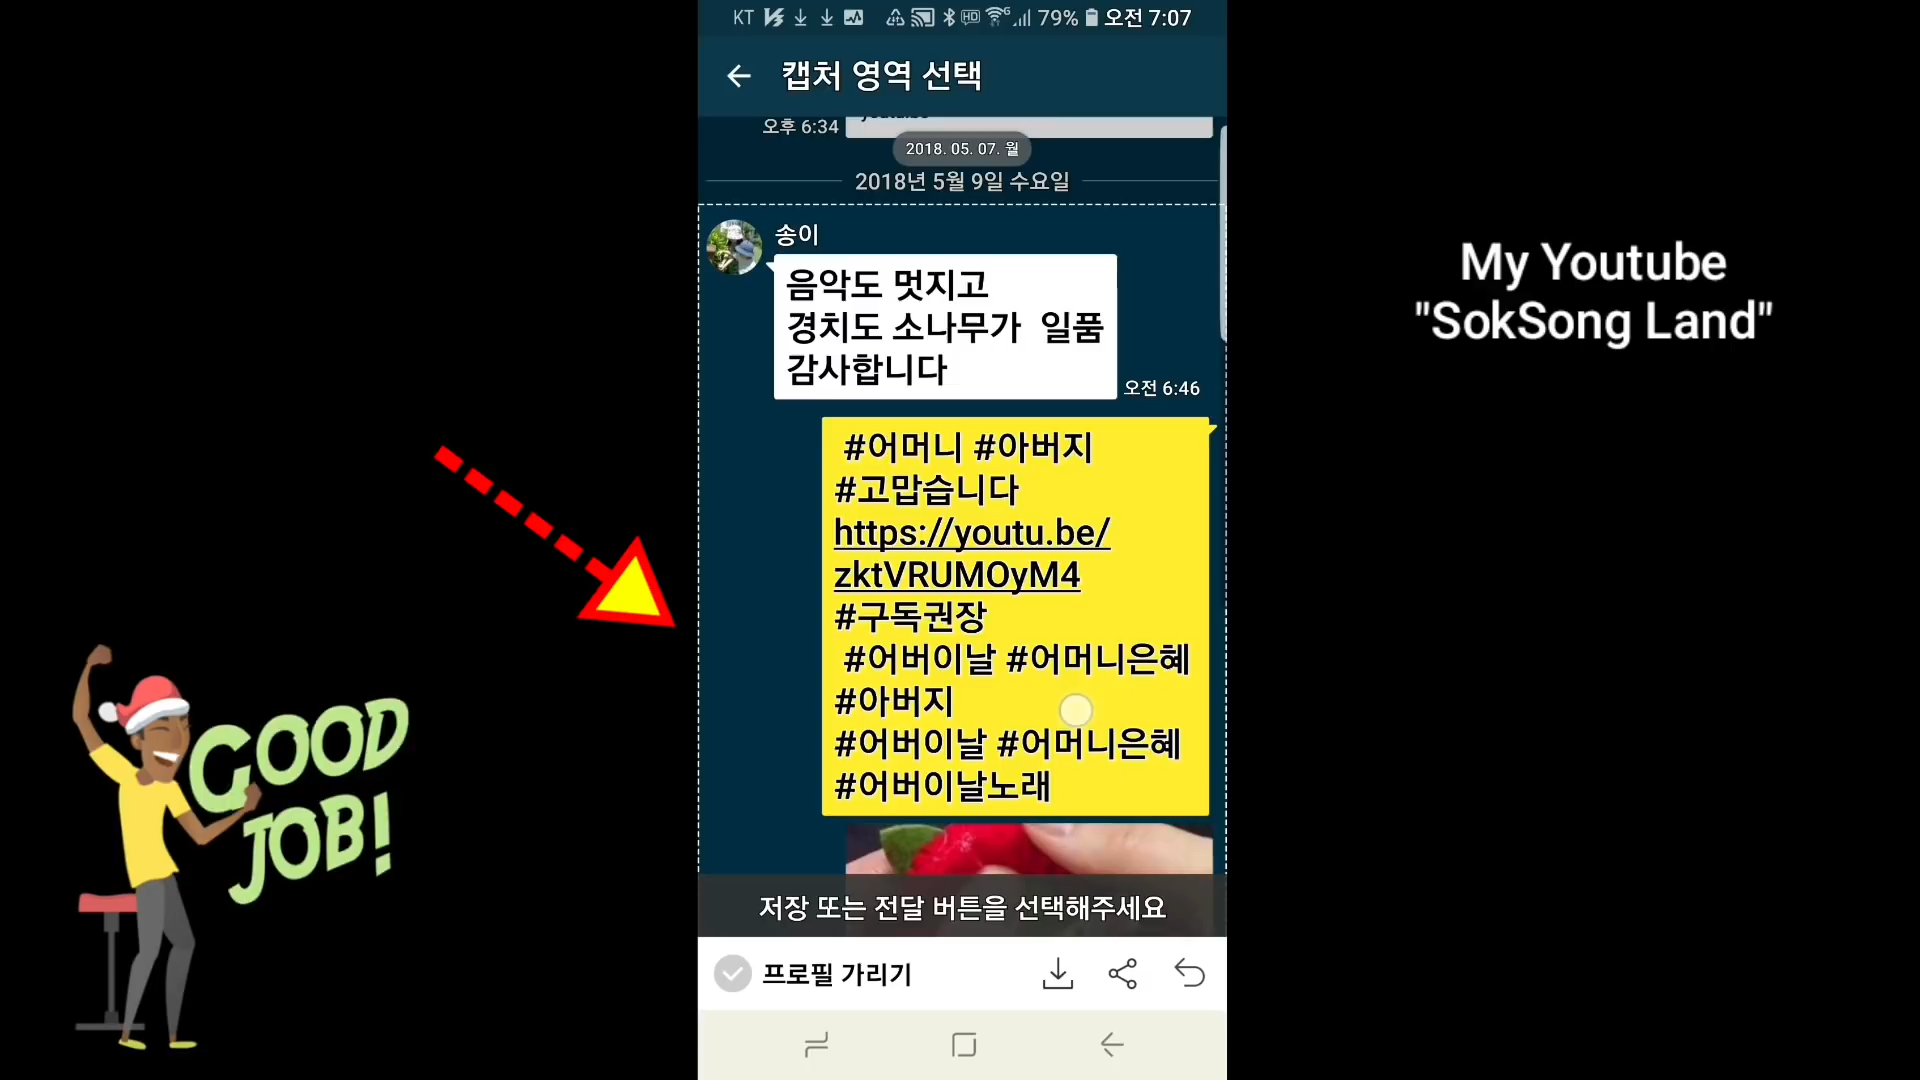 KT 79% 오전 7:07
캡처 영역 선택
오후 6:34
2018. 05. 07. 월
2018년 5월 9일 수요일
송이
음악도 멋지고
경치도 소나무가 일품
감사합니다
오전 6:46
#어머니 #아버지
#고맙습니다
https://youtu.be/
zktVRUMOyM4
#구독권장
#어버이날 #어머니은혜
#아버지
#어버이날 #어머니은혜
#어버이날노래
저장 또는 전달 버튼을 선택해주세요
프로필 가리기
My Youtube
"SokSong Land"
GOOD
JOB!